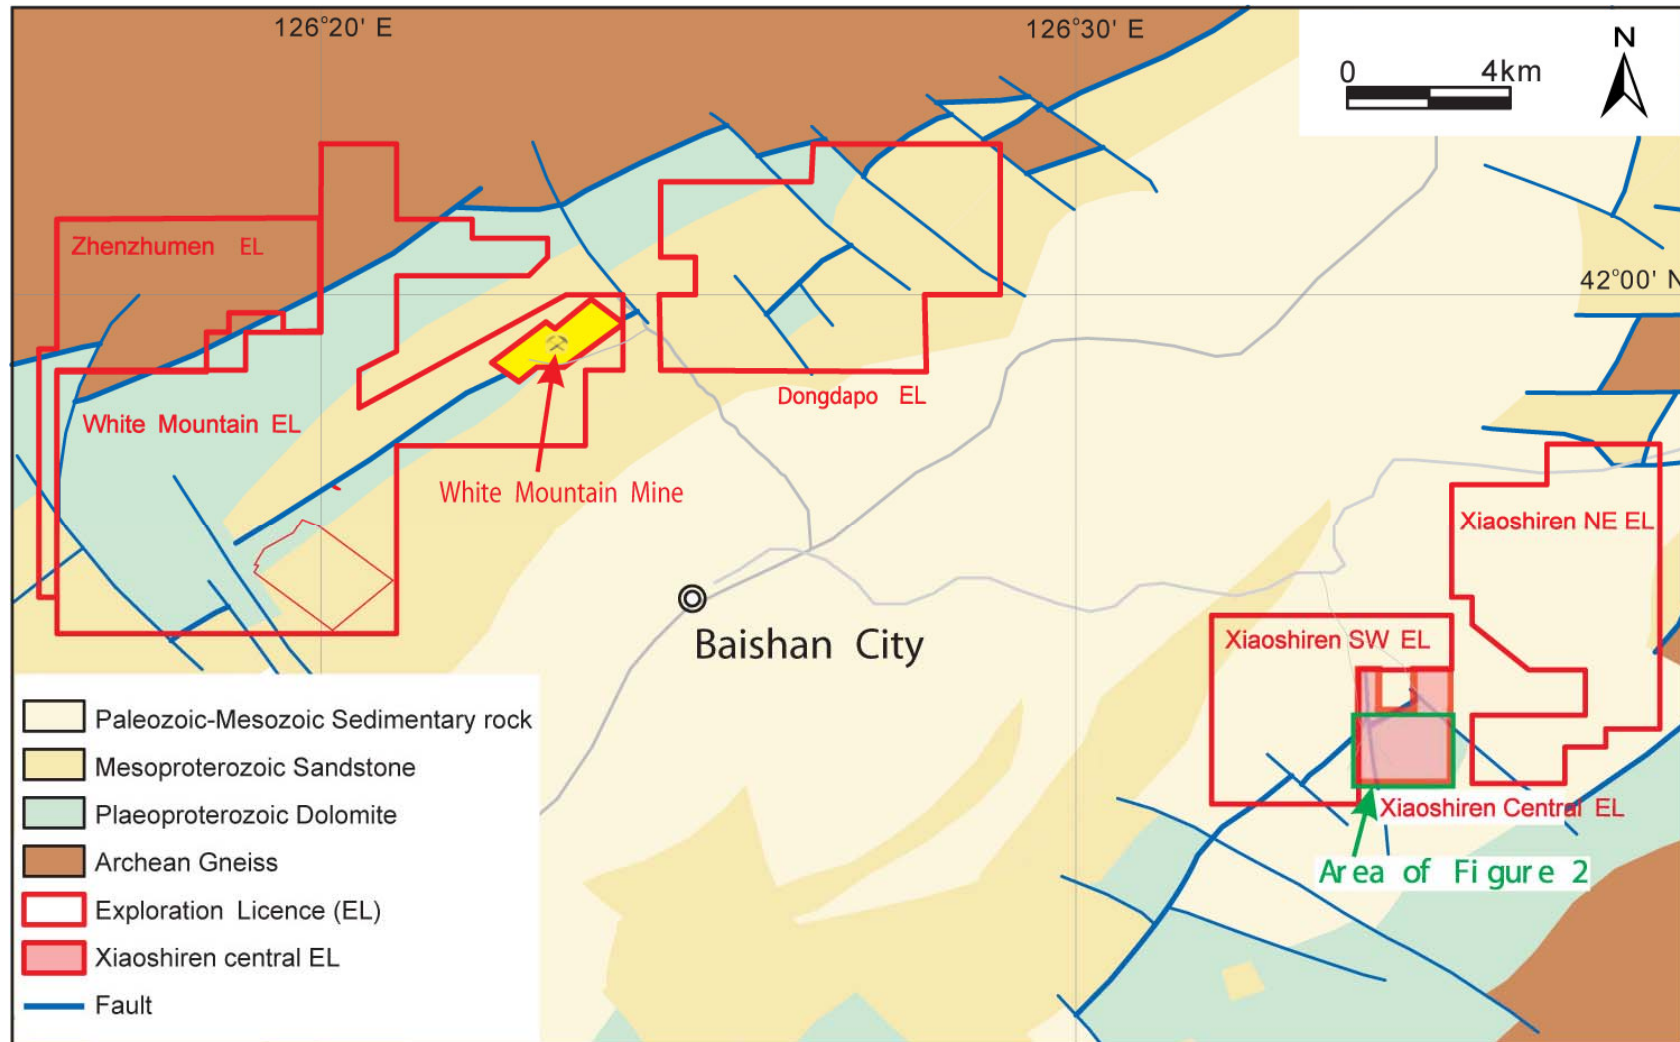 126°20' E
126°30' E
N
0 4km
Zhenzhumen EL
42°00' N
White Mountain EL
Dongdapo EL
White Mountain Mine
Xiaoshiren NE EL
Baishan City
Xiaoshiren SW EL
Xiaoshiren Central EL
Area of Figure 2
Paleozoic-Mesozoic Sedimentary rock
Mesoproterozoic Sandstone
Plaeoproterozoic Dolomite
Archean Gneiss
Exploration Licence (EL)
Xiaoshiren central EL
Fault